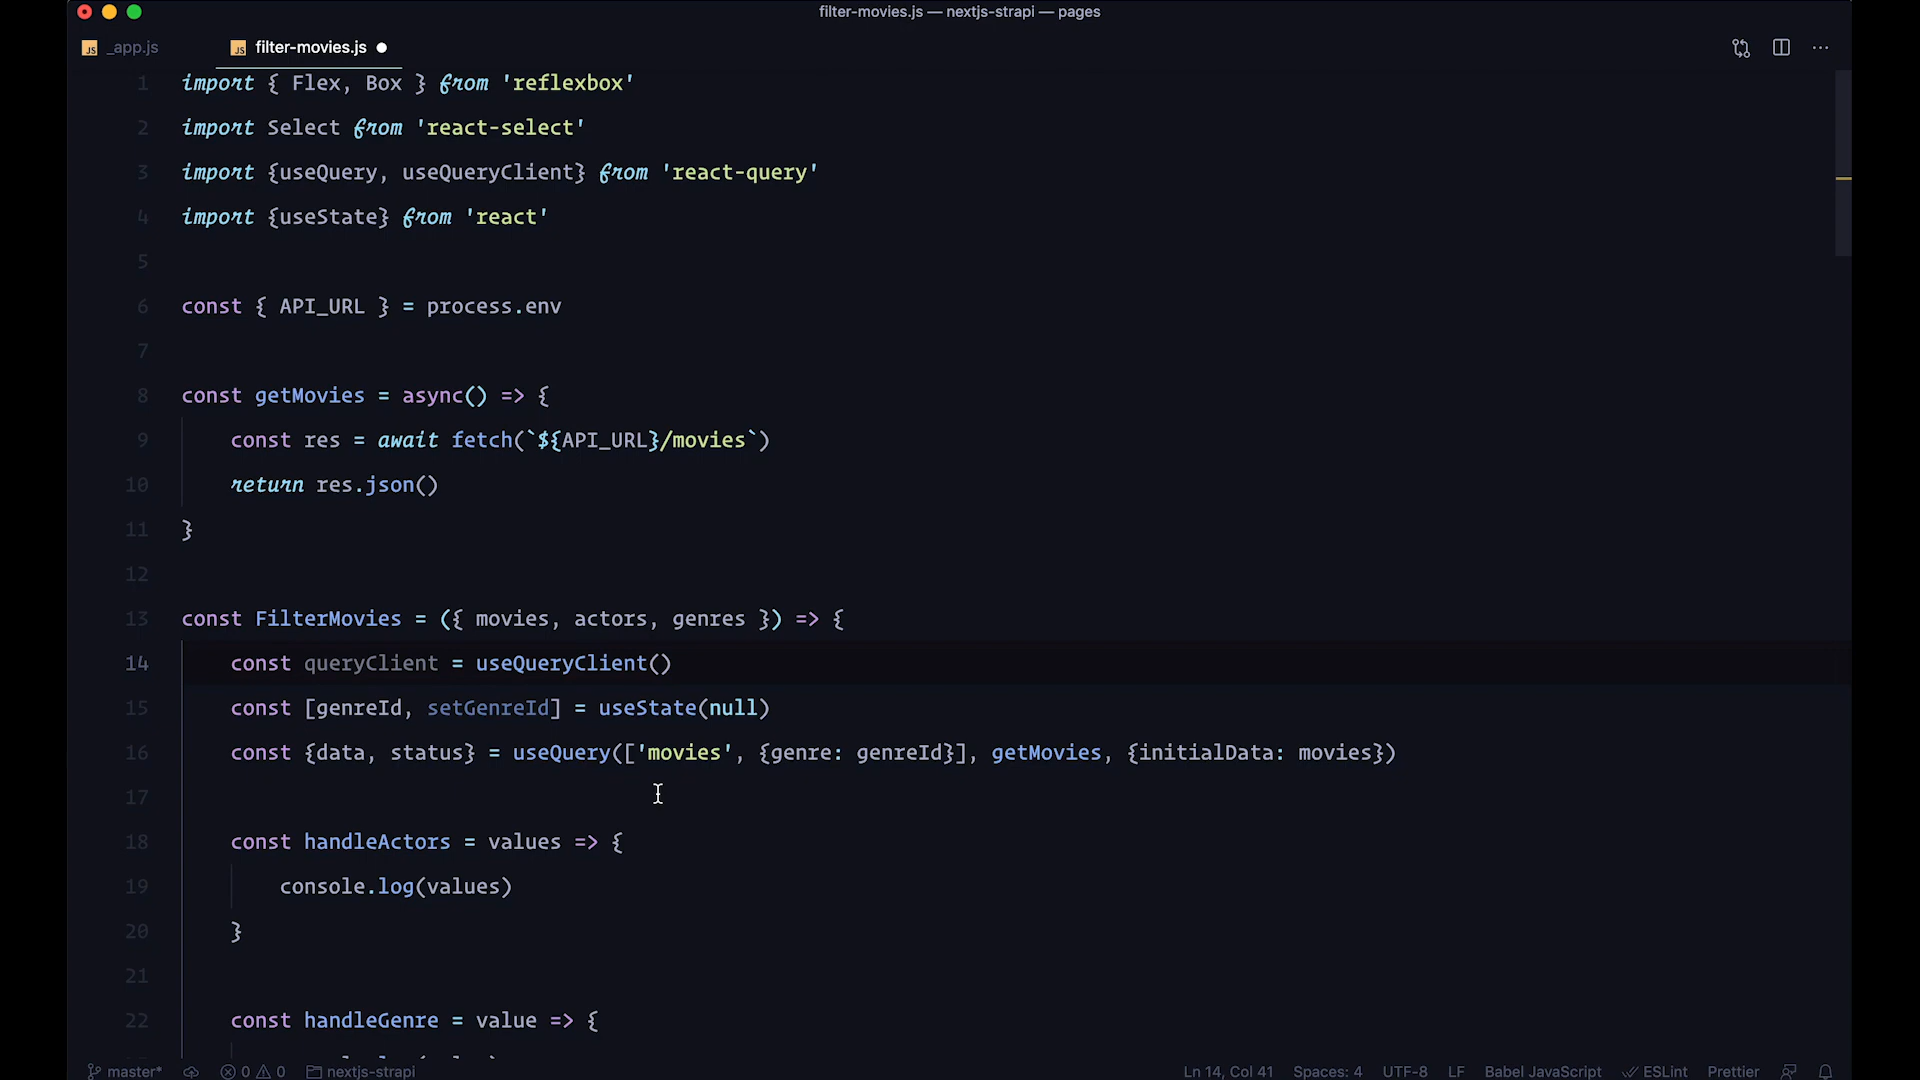 filter-movies.js — nextjs-strapi — pages
JS _app.js
JS filter-movies.js
1 import { Flex, Box } from 'reflexbox'
2 import Select from 'react-select'
3 import {useQuery, useQueryClient} from 'react-query'
4 import {useState} from 'react'
5
6 const { API_URL } = process.env
7
8 const getMovies = async() => {
9 const res = await fetch(`${API_URL}/movies`)
10 return res.json()
11 }
12
13 const FilterMovies = ({ movies, actors, genres }) => {
14 const queryClient = useQueryClient()
15 const [genreId, setGenreId] = useState(null)
16 const {data, status} = useQuery(['movies', {genre: genreId}], getMovies, {initialData: movies})
17
18 const handleActors = values => {
19 console.log(values)
20 }
21
22 const handleGenre = value => {
master* 0 0 nextjs-strapi Ln 14, Col 41 Spaces: 4 UTF-8 LF Babel JavaScript ESLint Prettier